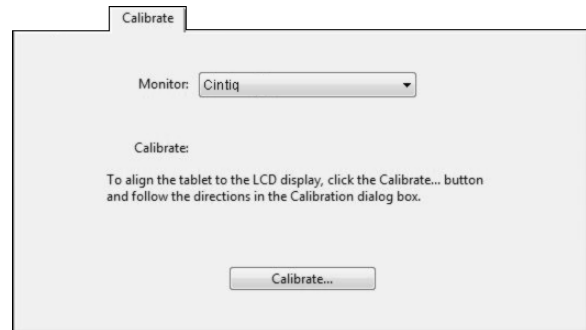 Calibrate
Monitor: Cintiq
Calibrate:
To align the tablet to the LCD display, click the Calibrate... button
and follow the directions in the Calibration dialog box.
Calibrate...